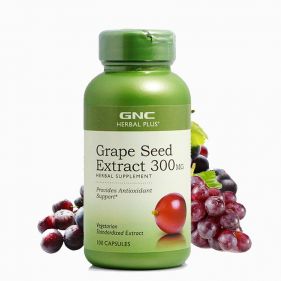 GNC
HERBAL PLUS®
Grape Seed
Extract 300MG
HERBAL SUPPLEMENT
Provides Antioxidant
Support*
Vegetarian
Standardized Extract
100 CAPSULES